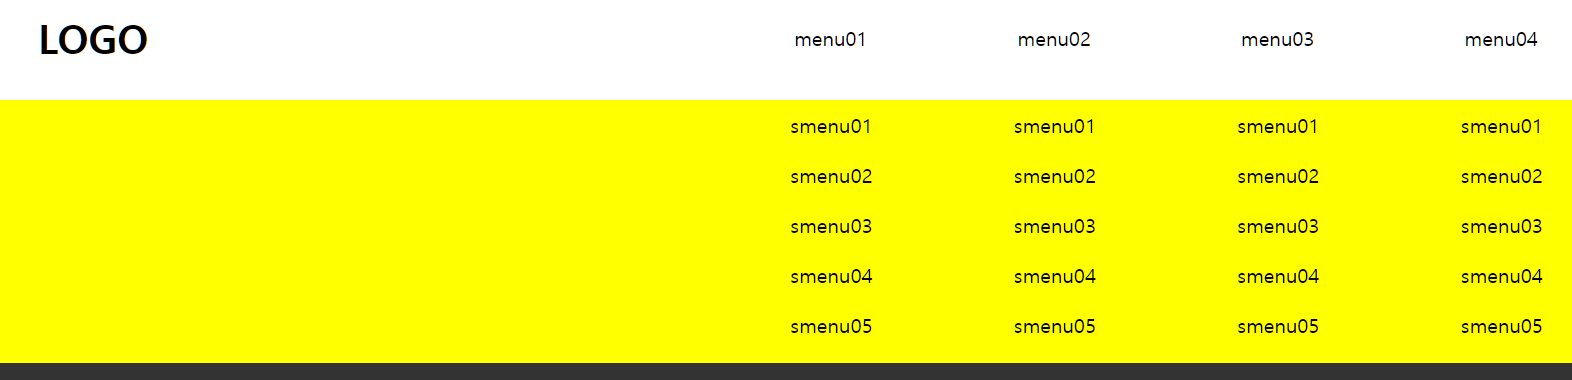 LOGO menu01 menu02 menu03 menu04
smenu01 smenu01 smenu01 smenu01
smenu02 smenu02 smenu02 smenu02
smenu03 smenu03 smenu03 smenu03
smenu04 smenu04 smenu04 smenu04
smenu05 smenu05 smenu05 smenu05